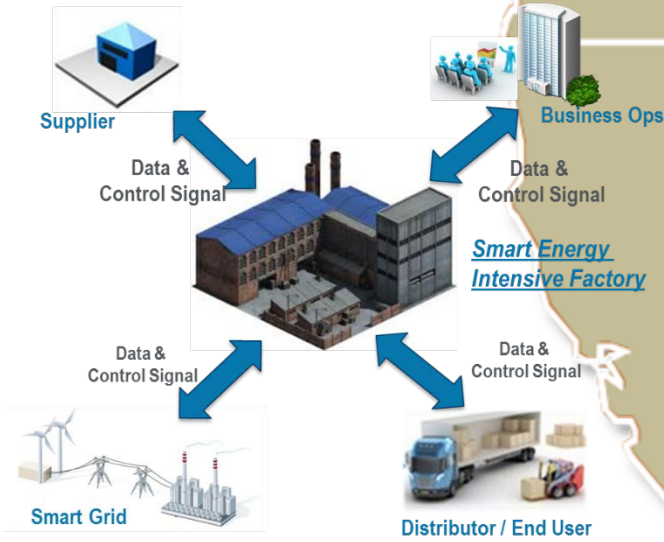 Supplier
Business Ops
Data &
Control Signal
Data &
Control Signal
Smart Energy
Intensive Factory
Data &
Control Signal
Data &
Control Signal
Smart Grid
Distributor / End User